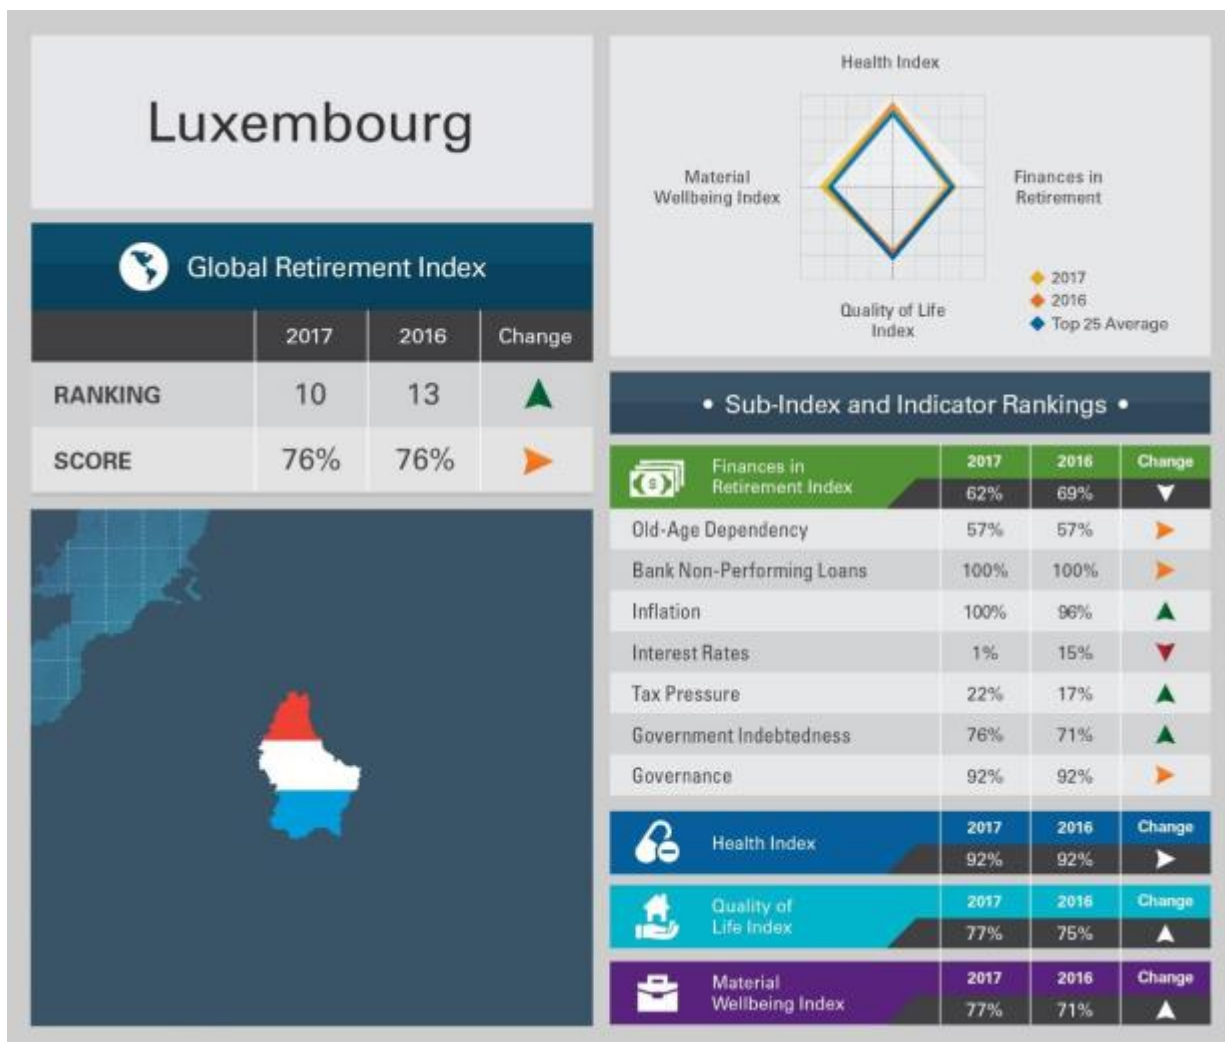 Luxembourg
Global Retirement Index
2017 2016 Change
RANKING 10 13
SCORE 76% 76%
Health Index
Material
Wellbeing Index
Finances in
Retirement
Quality of Life
Index
2017
2016
Top 25 Average
• Sub-Index and Indicator Rankings •
Finances in
Retirement Index
2017 2016 Change
62% 69%
Old-Age Dependency 57% 57%
Bank Non-Performing Loans 100% 100%
Inflation 100% 96%
Interest Rates 1% 15%
Tax Pressure 22% 17%
Government Indebtedness 76% 71%
Governance 92% 92%
Health Index
2017 2016 Change
92% 92%
Quality of
Life Index
2017 2016 Change
77% 75%
Material
Wellbeing Index
2017 2016 Change
77% 71%